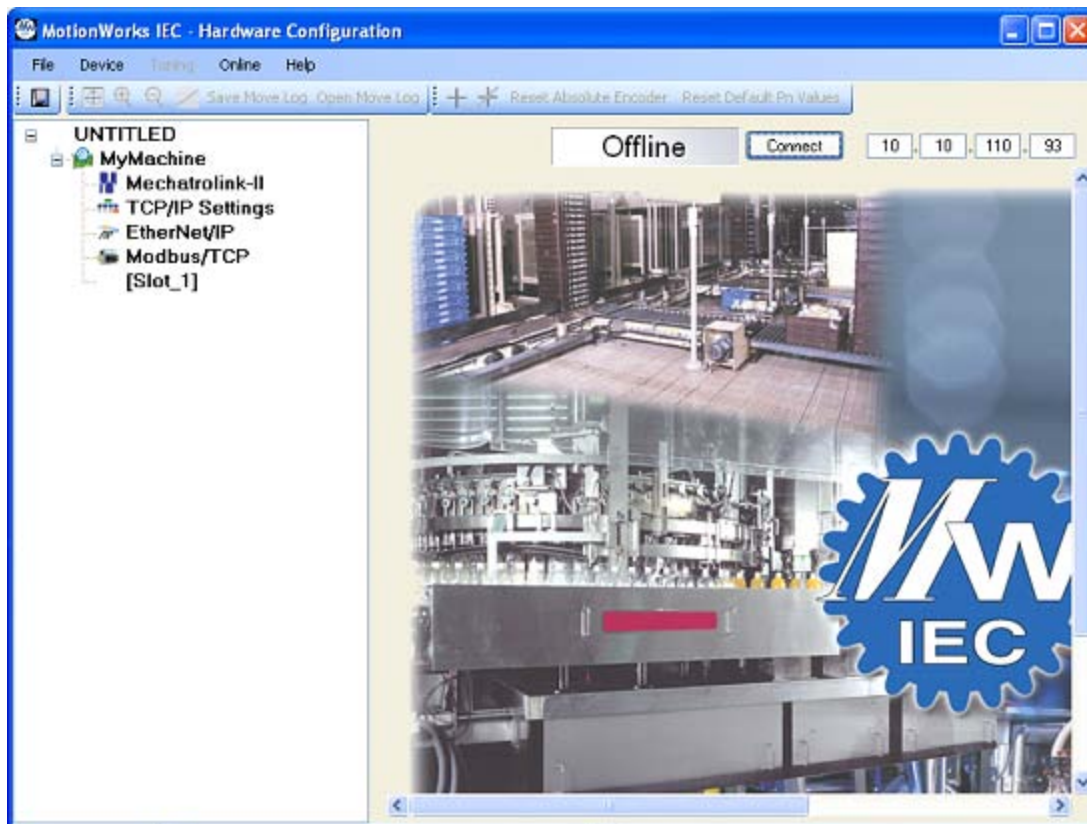 MotionWorks IEC - Hardware Configuration
File Device Tuning Online Help
Save Move Log Open Move Log Reset Absolute Encoder Reset Default Pn Values
UNTITLED
MyMachine
Mechatrolink-II
TCP/IP Settings
EtherNet/IP
Modbus/TCP
[Slot_1]
Offline Connect 10 . 10 . 110 . 93
MW
IEC